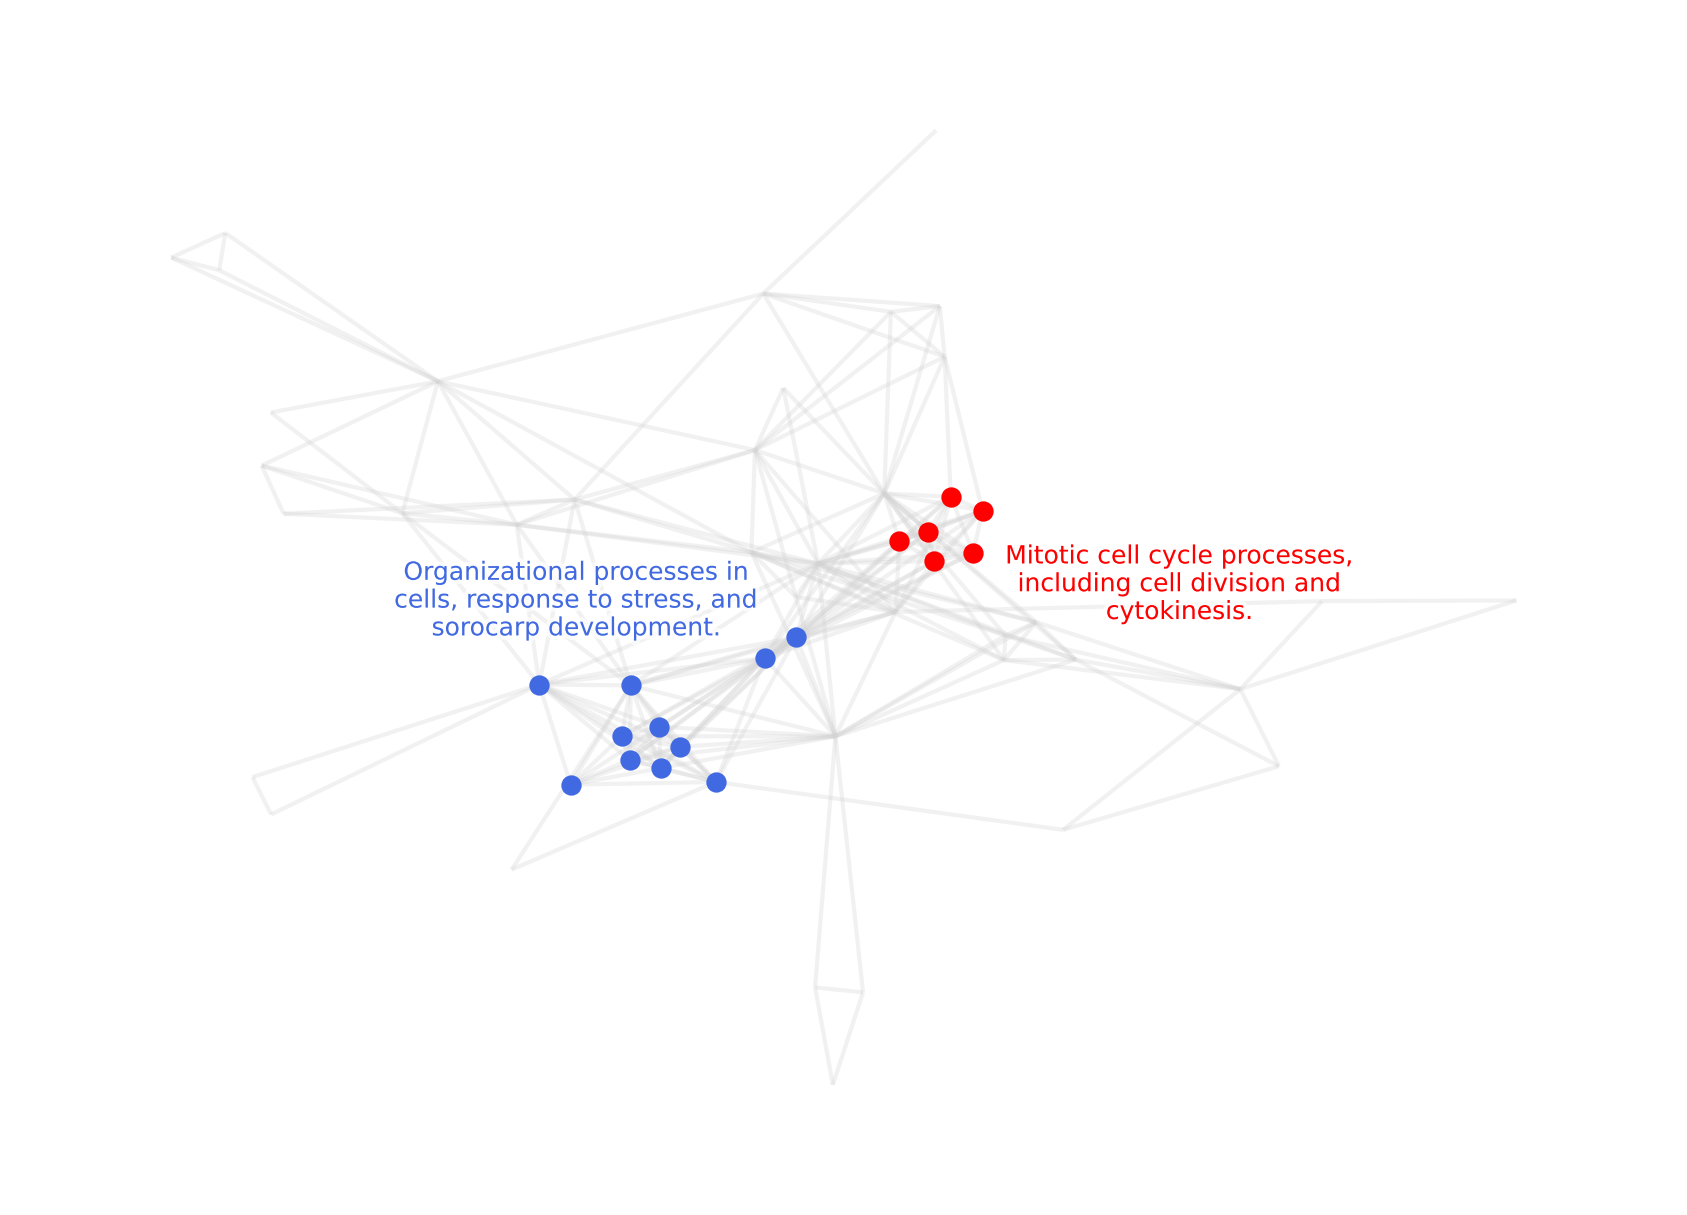 Organizational processes in
cells, response to stress, and
sorocarp development.
Mitotic cell cycle processes,
including cell division and
cytokinesis.